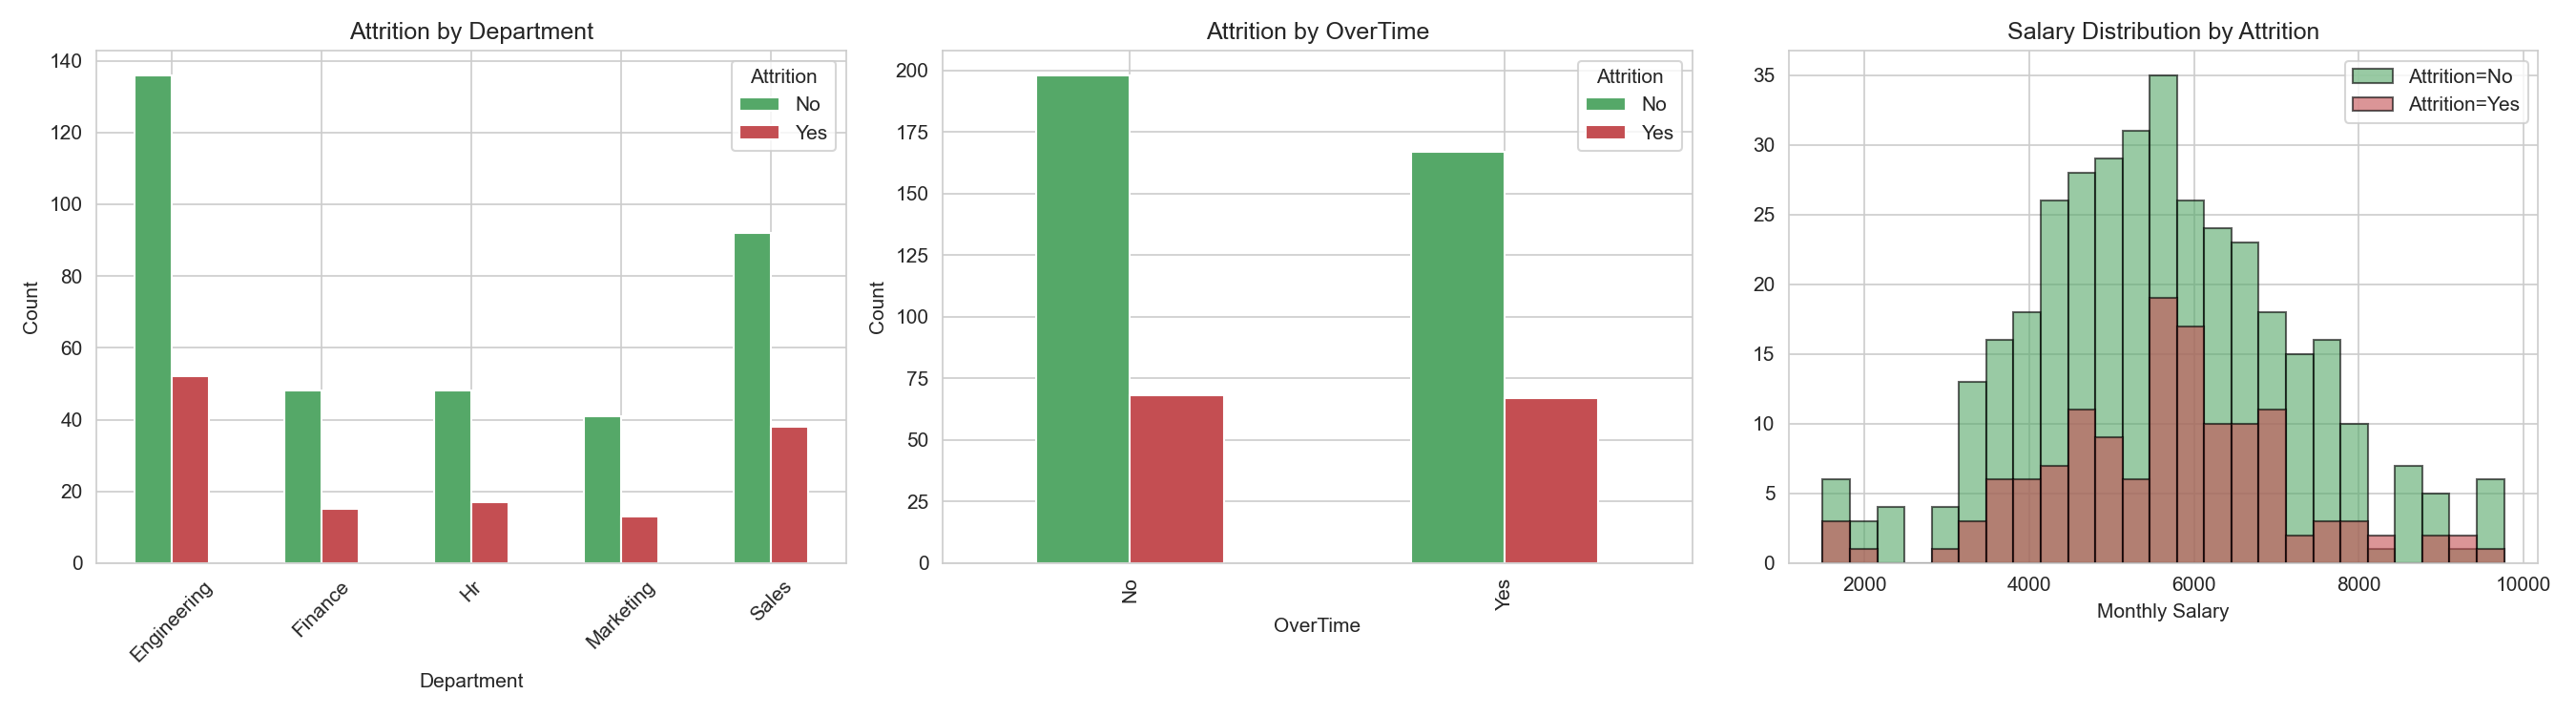 Attrition by Department
140
120
100
80
60
40
20
0
Count
Attrition
No
Yes
Engineering
Finance
Hr
Marketing
Sales
Department
Attrition by OverTime
200
175
150
125
100
75
50
25
0
Count
Attrition
No
Yes
No
Yes
OverTime
Salary Distribution by Attrition
35
30
25
20
15
10
5
0
Attrition=No
Attrition=Yes
2000
4000
6000
8000
10000
Monthly Salary